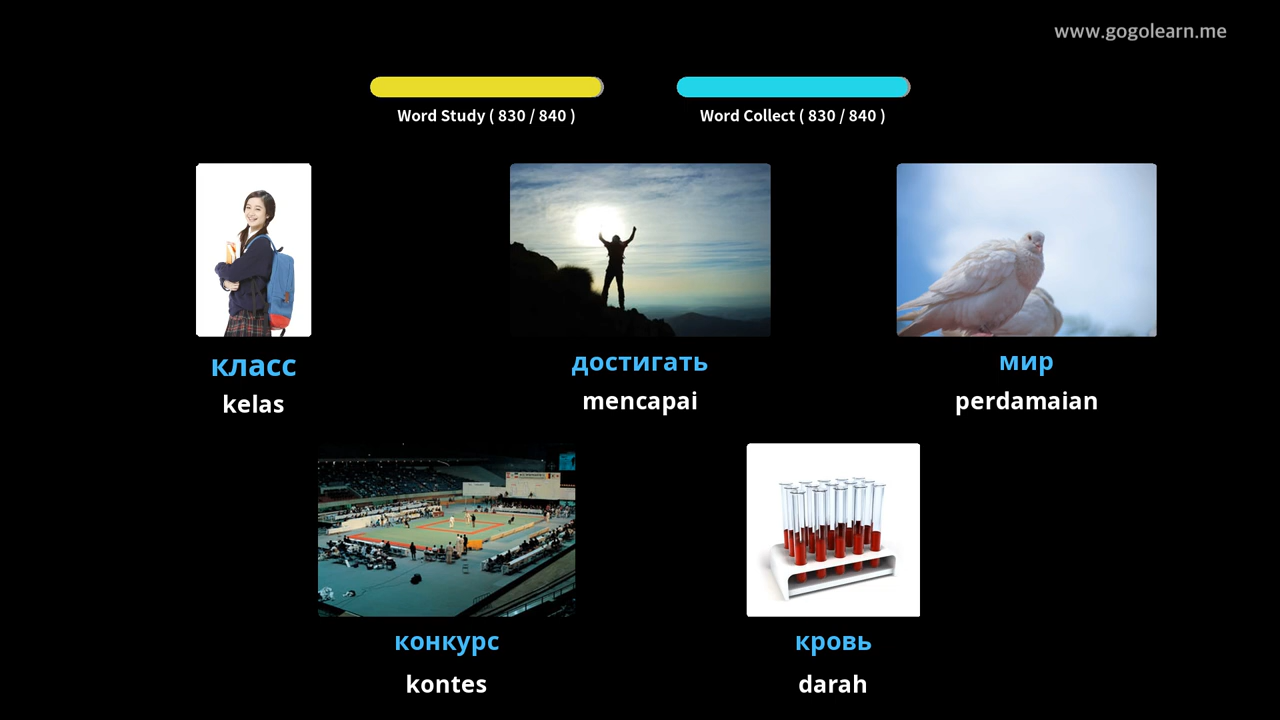 www.gogolearn.me
Word Study ( 830 / 840 )
Word Collect ( 830 / 840 )
класс
kelas
достигать
mencapai
мир
perdamaian
конкурс
kontes
кровь
darah